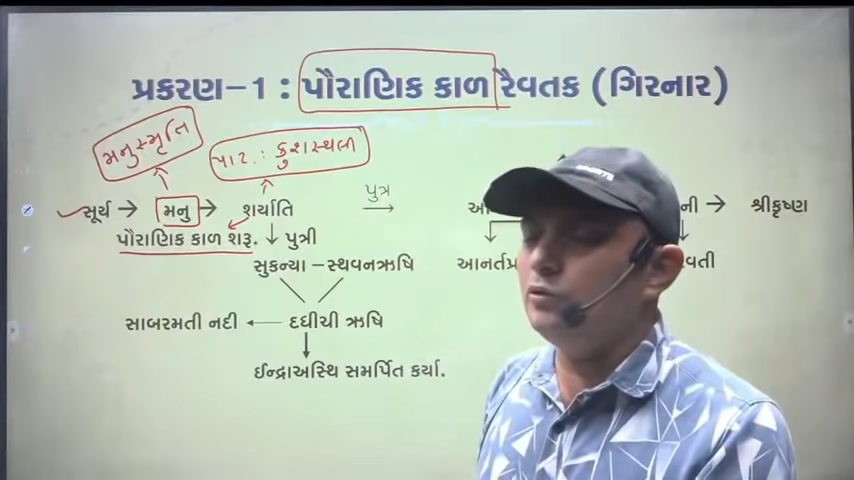 પ્રકરણ-1 : પૌરાણિક કાળ રૈવતક (ગિરનાર)
મનુસ્મૃતિ
પાટ. : કુશસ્થલી
સૂર્ય → મનુ → શર્યાતિ પુત્ર → → શ્રીકૃષ્ણ
પૌરાણિક કાળ શરૂ. પુત્રી
સુકન્યા – સ્થવનઋષિ
સાબરમતી નદી ← દધીચી ઋષિ
ઈન્દ્રાઅસ્થિ સમર્પિત કર્યા.